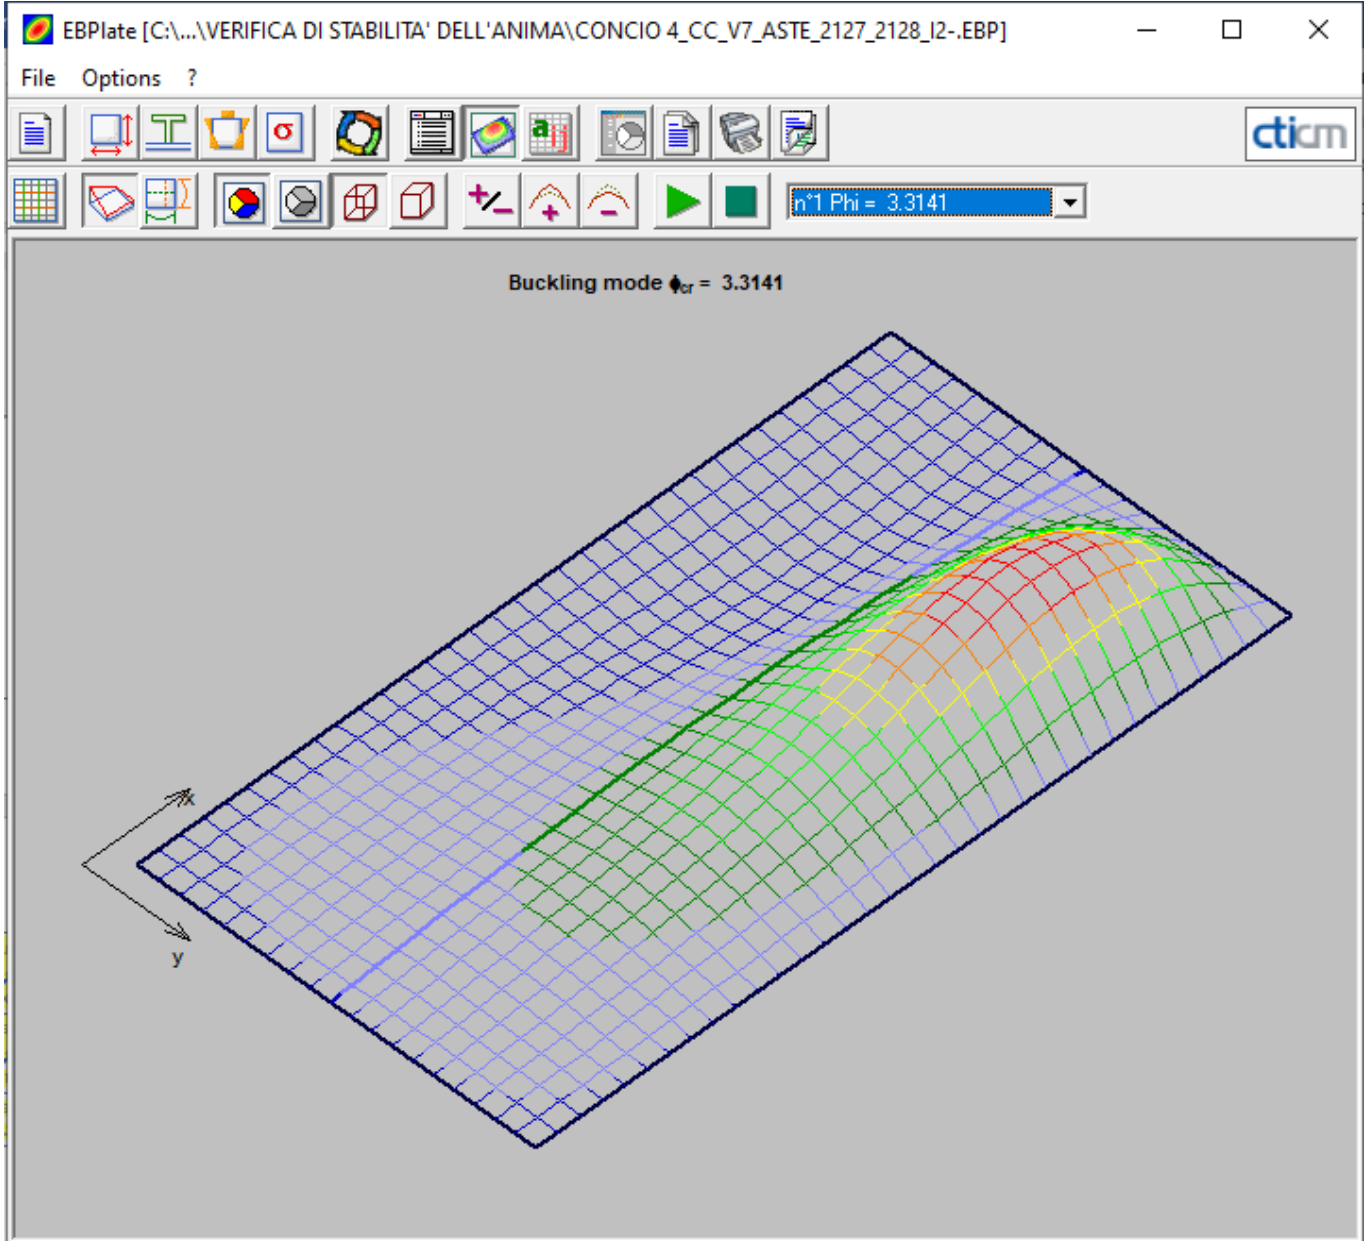 EBPlate [C:\...\VERIFICA DI STABILITA' DELL'ANIMA\CONCIO 4_CC_V7_ASTE_2127_2128_I2-.EBP]
File Options ?
σ
aij
cticm
n°1 Phi = 3.3141
Buckling mode ϕcr = 3.3141
x
y